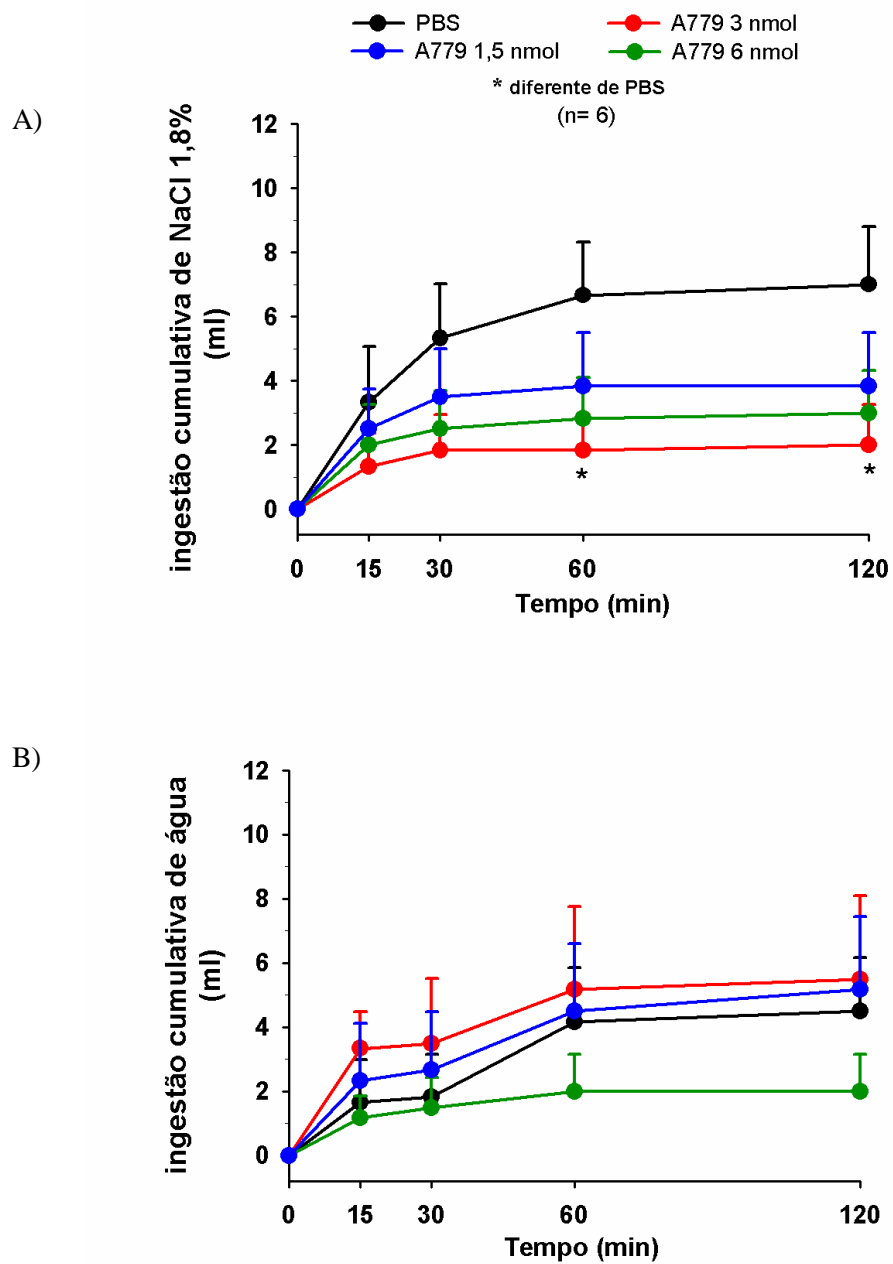 PBS
A779 3 nmol
A779 1,5 nmol
A779 6 nmol
* diferente de PBS
(n= 6)
A)
ingestão cumulativa de NaCl 1,8%
(ml)
12
10
8
6
4
2
0
*
*
0
15
30
60
120
Tempo (min)
B)
ingestão cumulativa de água
(ml)
12
10
8
6
4
2
0
0
15
30
60
120
Tempo (min)